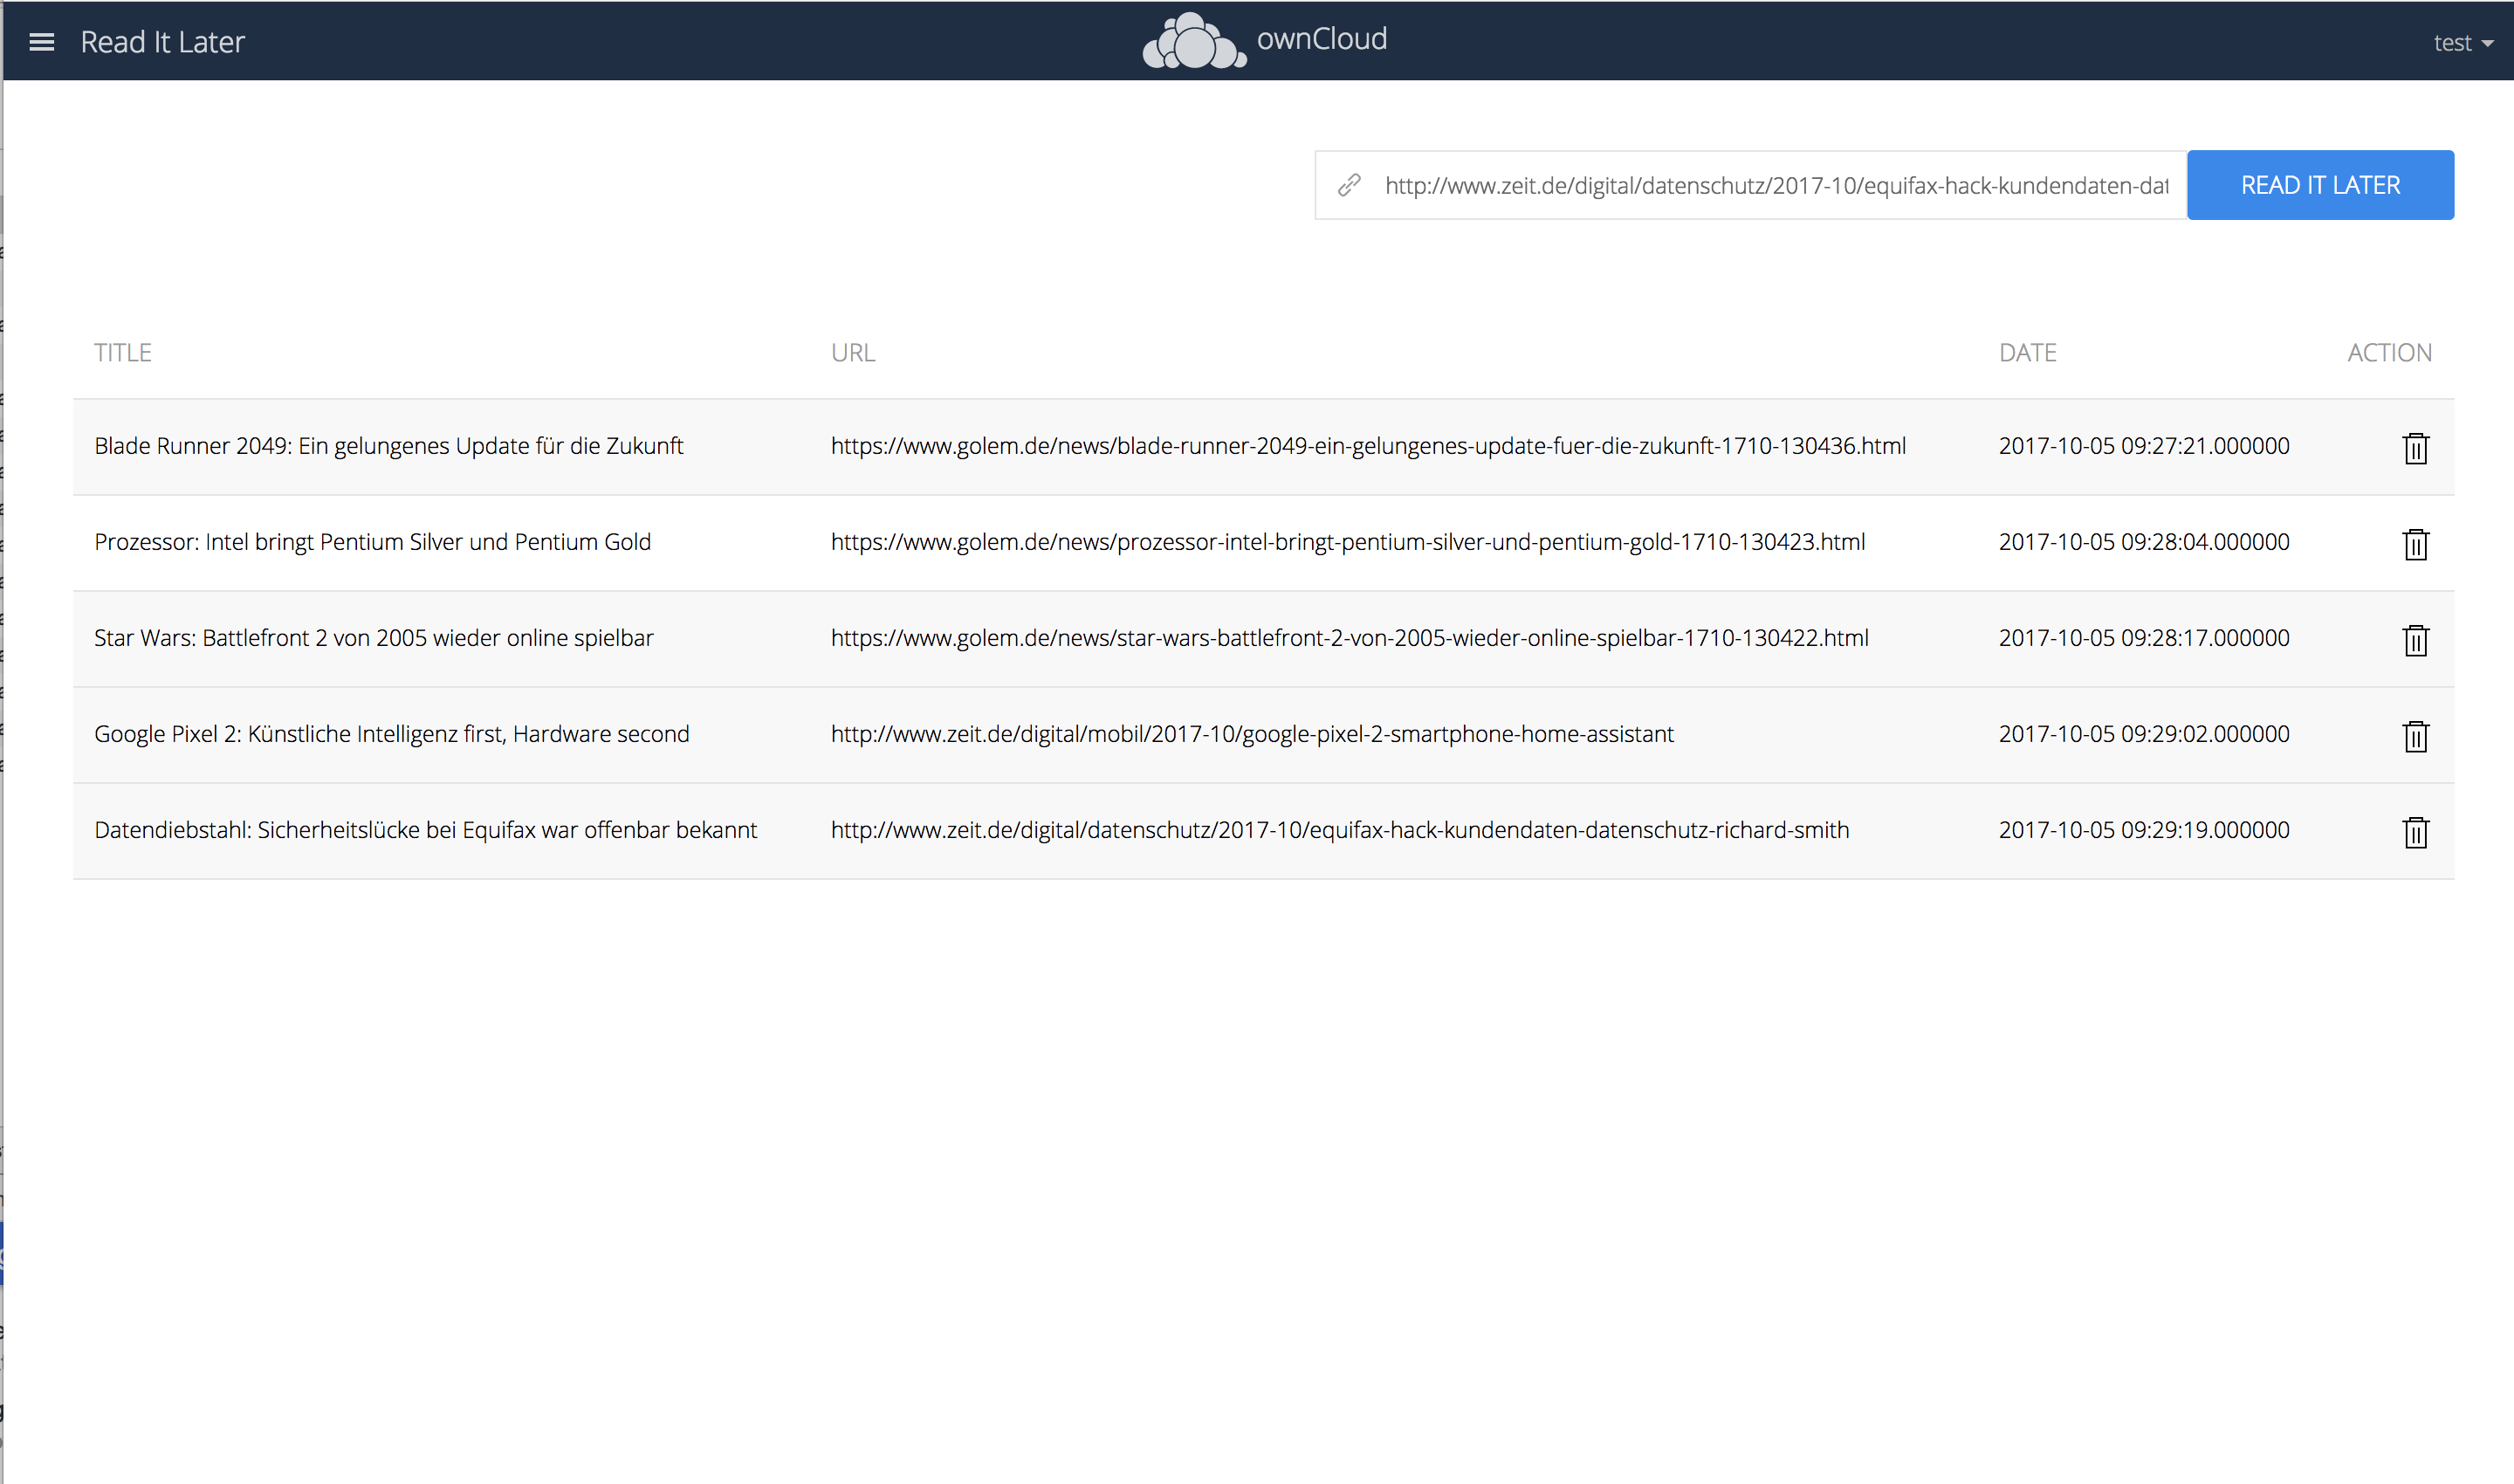 Read It Later
ownCloud
test
http://www.zeit.de/digital/datenschutz/2017-10/equifax-hack-kundendaten-dat
READ IT LATER
TITLE URL DATE ACTION
Blade Runner 2049: Ein gelungenes Update für die Zukunft https://www.golem.de/news/blade-runner-2049-ein-gelungenes-update-fuer-die-zukunft-1710-130436.html 2017-10-05 09:27:21.000000
Prozessor: Intel bringt Pentium Silver und Pentium Gold https://www.golem.de/news/prozessor-intel-bringt-pentium-silver-und-pentium-gold-1710-130423.html 2017-10-05 09:28:04.000000
Star Wars: Battlefront 2 von 2005 wieder online spielbar https://www.golem.de/news/star-wars-battlefront-2-von-2005-wieder-online-spielbar-1710-130422.html 2017-10-05 09:28:17.000000
Google Pixel 2: Künstliche Intelligenz first, Hardware second http://www.zeit.de/digital/mobil/2017-10/google-pixel-2-smartphone-home-assistant 2017-10-05 09:29:02.000000
Datendiebstahl: Sicherheitslücke bei Equifax war offenbar bekannt http://www.zeit.de/digital/datenschutz/2017-10/equifax-hack-kundendaten-datenschutz-richard-smith 2017-10-05 09:29:19.000000